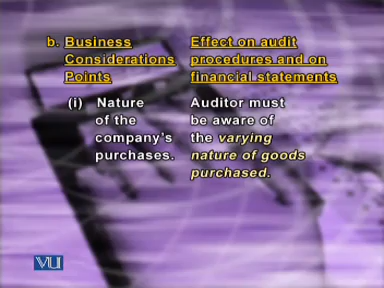 b. Business Considerations Points
Effect on audit procedures and on financial statements
(i) Nature of the company's purchases.
Auditor must be aware of the varying nature of goods purchased.
VU